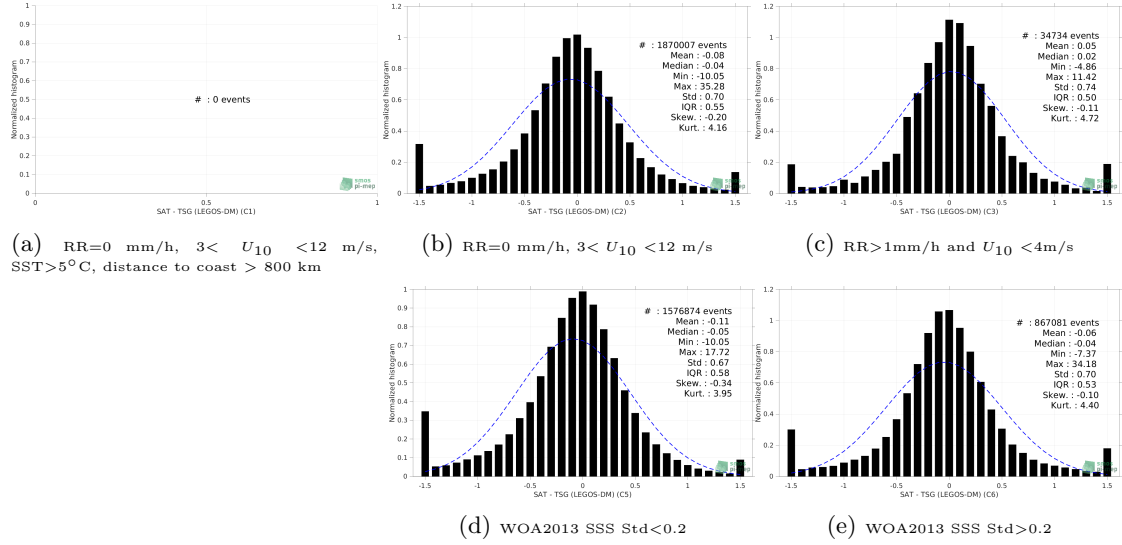 Normalized histogram
1
0.9
0.8
0.7
0.6
0.5
0.4
0.3
0.2
0.1
0
# : 0 events
0 0.5 1
SAT - TSG (LEGOS-DM) (C1)
smos
pi-mep
(a) RR=0 mm/h, 3< U10 <12 m/s,
SST>5°C, distance to coast > 800 km
Normalized histogram
1.2
1
0.8
0.6
0.4
0.2
0
# : 1870007 events
Mean : -0.08
Median : -0.04
Min : -10.05
Max : 35.28
Std : 0.70
IQR : 0.55
Skew. : -0.20
Kurt. : 4.16
-1.5 -1 -0.5 0 0.5 1 1.5
SAT - TSG (LEGOS-DM) (C2)
pi-mep
(b) RR=0 mm/h, 3< U10 <12 m/s
Normalized histogram
1.2
1
0.8
0.6
0.4
0.2
0
# : 34734 events
Mean : 0.05
Median : 0.02
Min : -4.86
Max : 11.42
Std : 0.74
IQR : 0.50
Skew. : -0.11
Kurt. : 4.72
-1.5 -1 -0.5 0 0.5 1 1.5
SAT - TSG (LEGOS-DM) (C3)
pi-mep
(c) RR>1mm/h and U10 <4m/s
Normalized histogram
1
0.9
0.8
0.7
0.6
0.5
0.4
0.3
0.2
0.1
0
# : 1576874 events
Mean : -0.11
Median : -0.05
Min : -10.05
Max : 17.72
Std : 0.67
IQR : 0.58
Skew. : -0.34
Kurt. : 3.95
-1.5 -1 -0.5 0 0.5 1 1.5
SAT - TSG (LEGOS-DM) (C5)
pi-mep
(d) WOA2013 SSS Std<0.2
Normalized histogram
1.2
1
0.8
0.6
0.4
0.2
0
# : 867081 events
Mean : -0.06
Median : -0.04
Min : -7.37
Max : 34.18
Std : 0.70
IQR : 0.53
Skew. : -0.10
Kurt. : 4.40
-1.5 -1 -0.5 0 0.5 1 1.5
SAT - TSG (LEGOS-DM) (C6)
pi-mep
(e) WOA2013 SSS Std>0.2